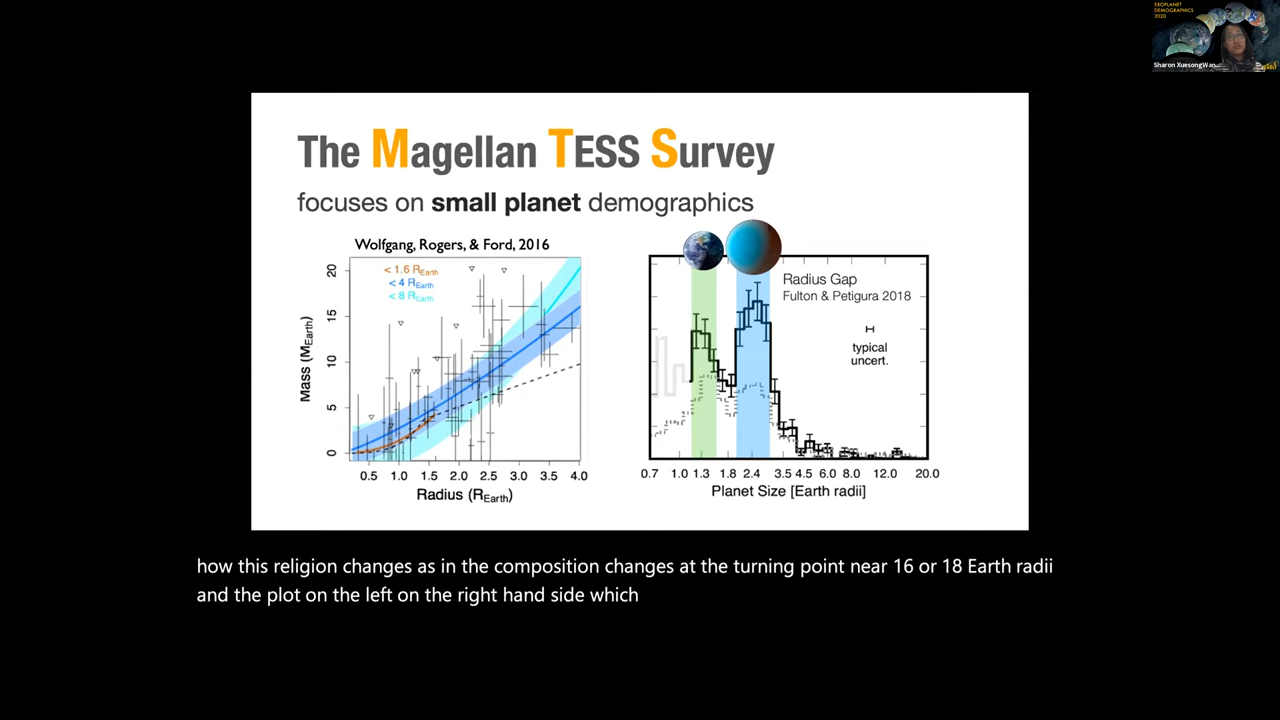 EXOPLANET
DEMOGRAPHICS
2020
Sharon XuesongWan...
The Magellan TESS Survey
focuses on small planet demographics
Wolfgang, Rogers, & Ford, 2016
< 1.6 REarth
< 4 REarth
< 8 REarth
20
15
10
5
0
Mass (MEarth)
0.5 1.0 1.5 2.0 2.5 3.0 3.5 4.0
Radius (REarth)
Radius Gap
Fulton & Petigura 2018
typical
uncert.
0.7 1.0 1.3 1.8 2.4 3.5 4.5 6.0 8.0 12.0 20.0
Planet Size [Earth radii]
how this religion changes as in the composition changes at the turning point near 16 or 18 Earth radii
and the plot on the left on the right hand side which